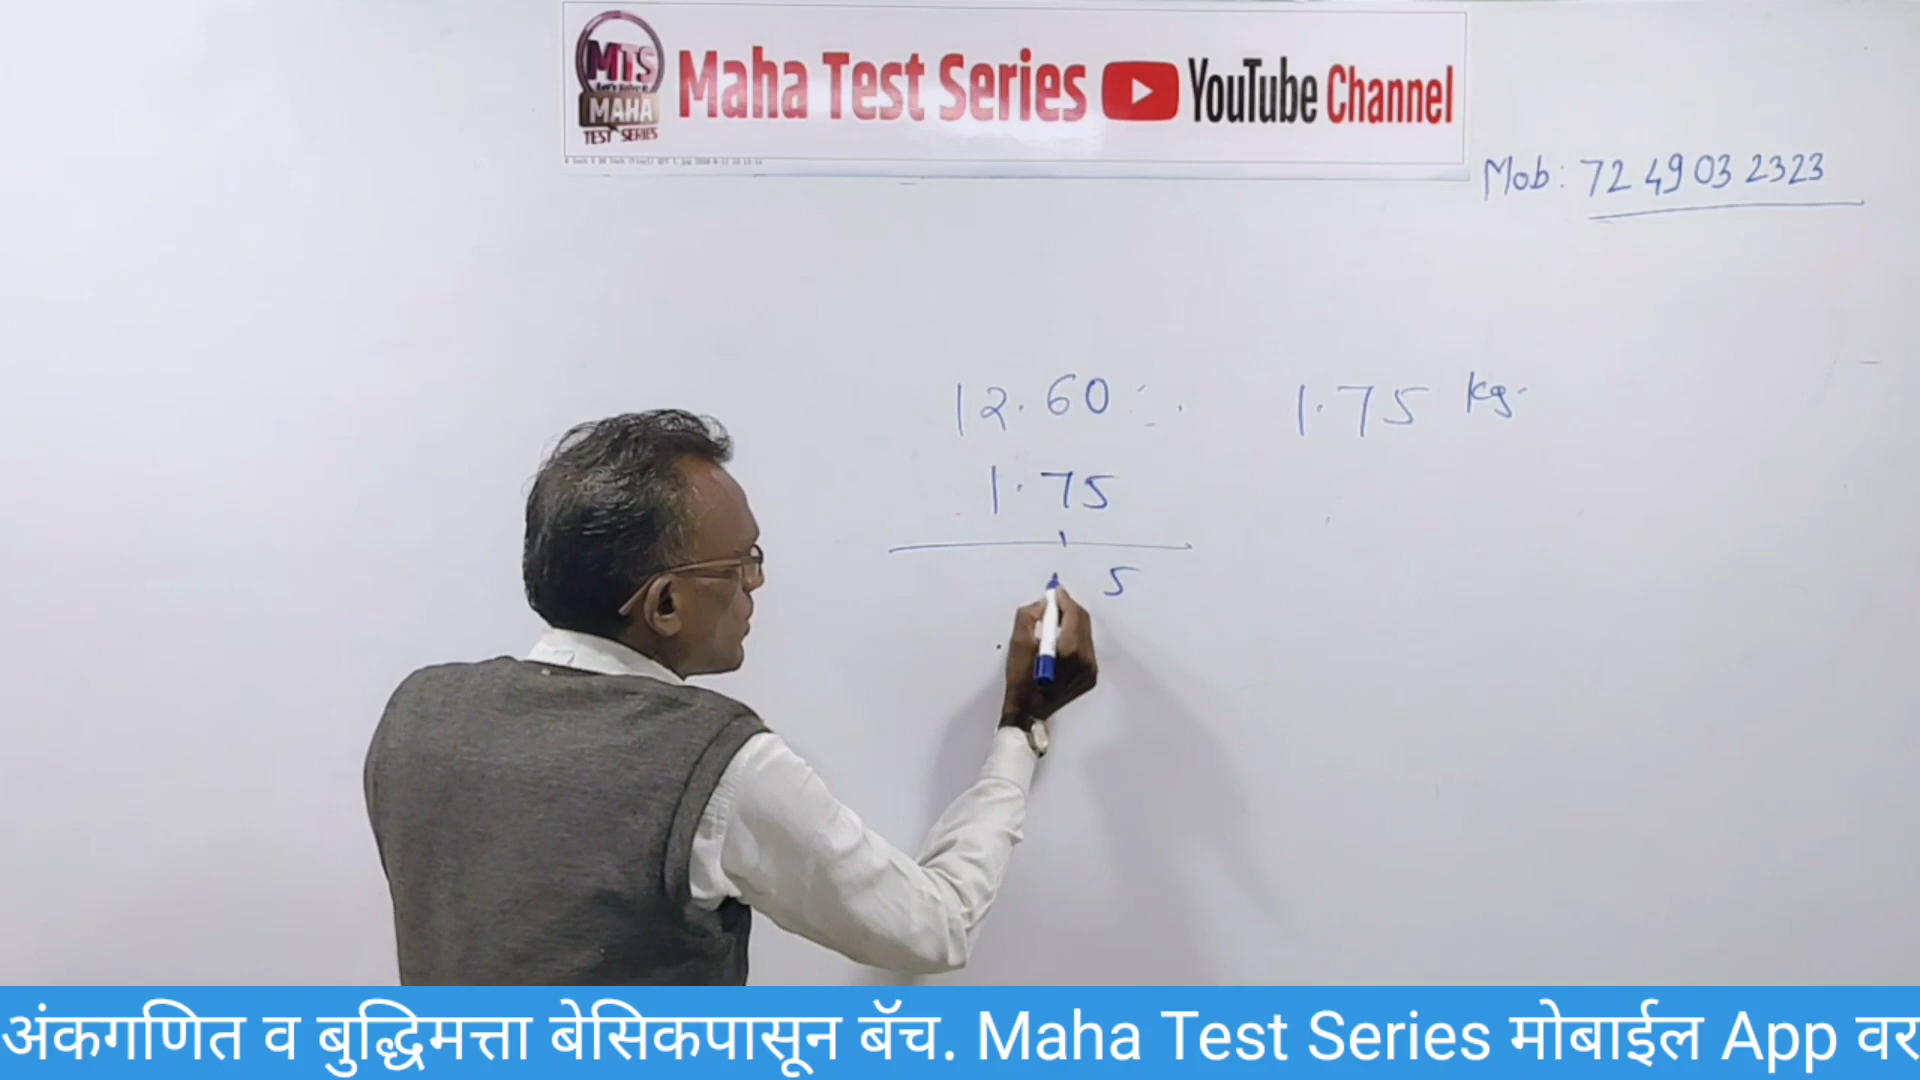 MTS
MAHA
TEST SERIES
Maha Test Series YouTube Channel
Mob: 72 49 03 2323
12.60
1.75 kg.
1.75
5
अंकगणित व बुद्धिमत्ता बेसिकपासून बॅच. Maha Test Series मोबाईल App वर